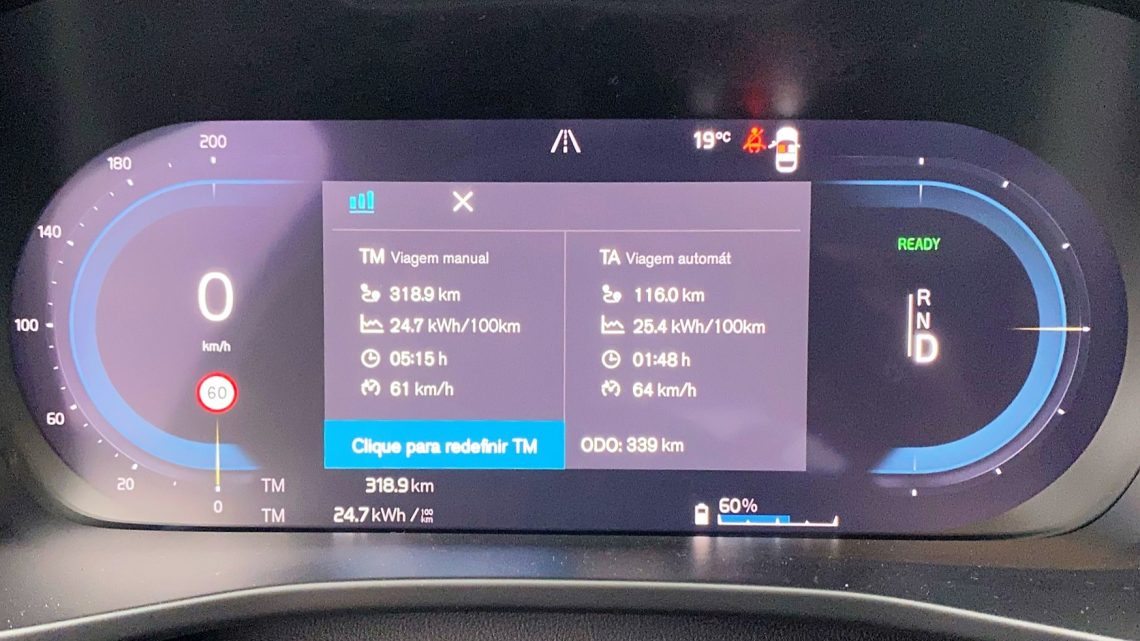 200
180
140
100
60
20
0
0
km/h
60
19°C
TM Viagem manual
318.9 km
24.7 kWh/100km
05:15 h
61 km/h
Clique para redefinir TM
TA Viagem automát
116.0 km
25.4 kWh/100km
01:48 h
64 km/h
ODO: 339 km
READY
R
N
D
TM 318.9 km
TM 24.7 kWh / 100 km
60%